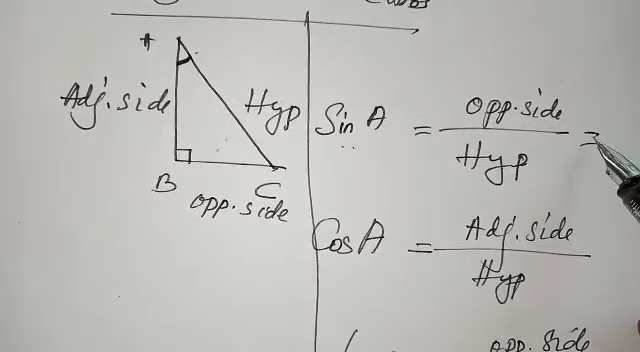 A
Adj. side
Hyp
B
C
opp. side
Sin A = Opp. side / Hyp =
Cos A = Adj. side / Hyp
opp. side